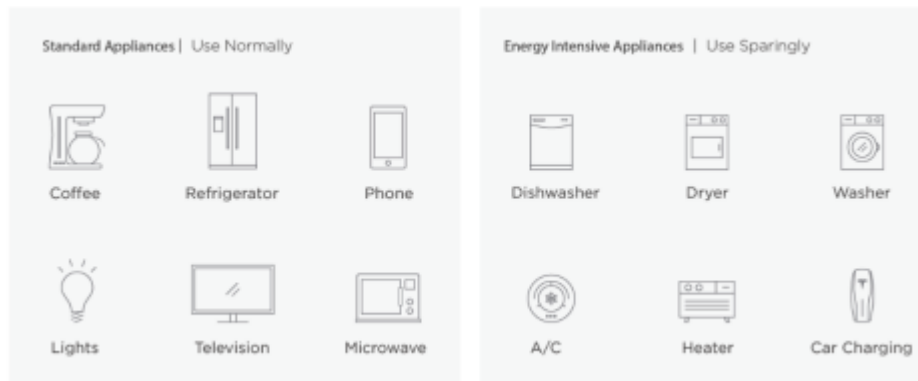 Standard Appliances | Use Normally
Coffee
Refrigerator
Phone
Lights
Television
Microwave
Energy Intensive Appliances | Use Sparingly
Dishwasher
Dryer
Washer
A/C
Heater
Car Charging